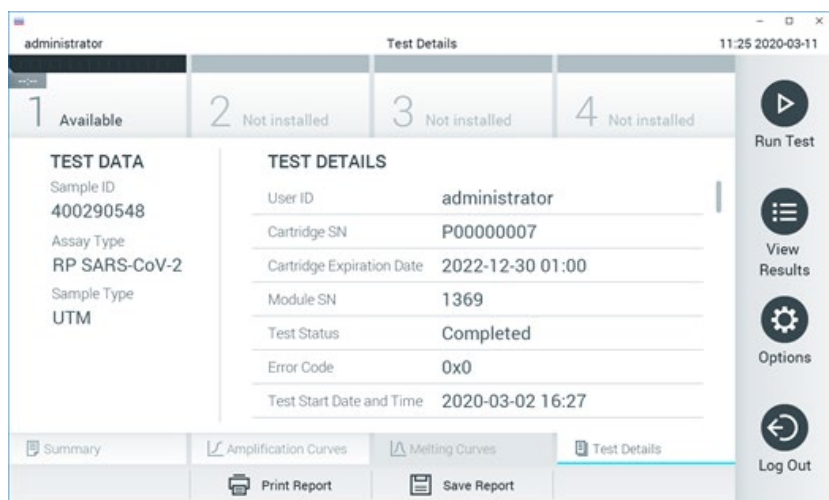 administrator Test Details 11:25 2020-03-11
--:--
1 Available 2 Not installed 3 Not installed 4 Not installed
Run Test
TEST DATA
Sample ID
400290548
Assay Type
RP SARS-CoV-2
Sample Type
UTM
TEST DETAILS
User ID administrator
Cartridge SN P00000007
Cartridge Expiration Date 2022-12-30 01:00
Module SN 1369
Test Status Completed
Error Code 0x0
Test Start Date and Time 2020-03-02 16:27
View
Results
Options
Summary Amplification Curves Melting Curves Test Details
Log Out
Print Report Save Report